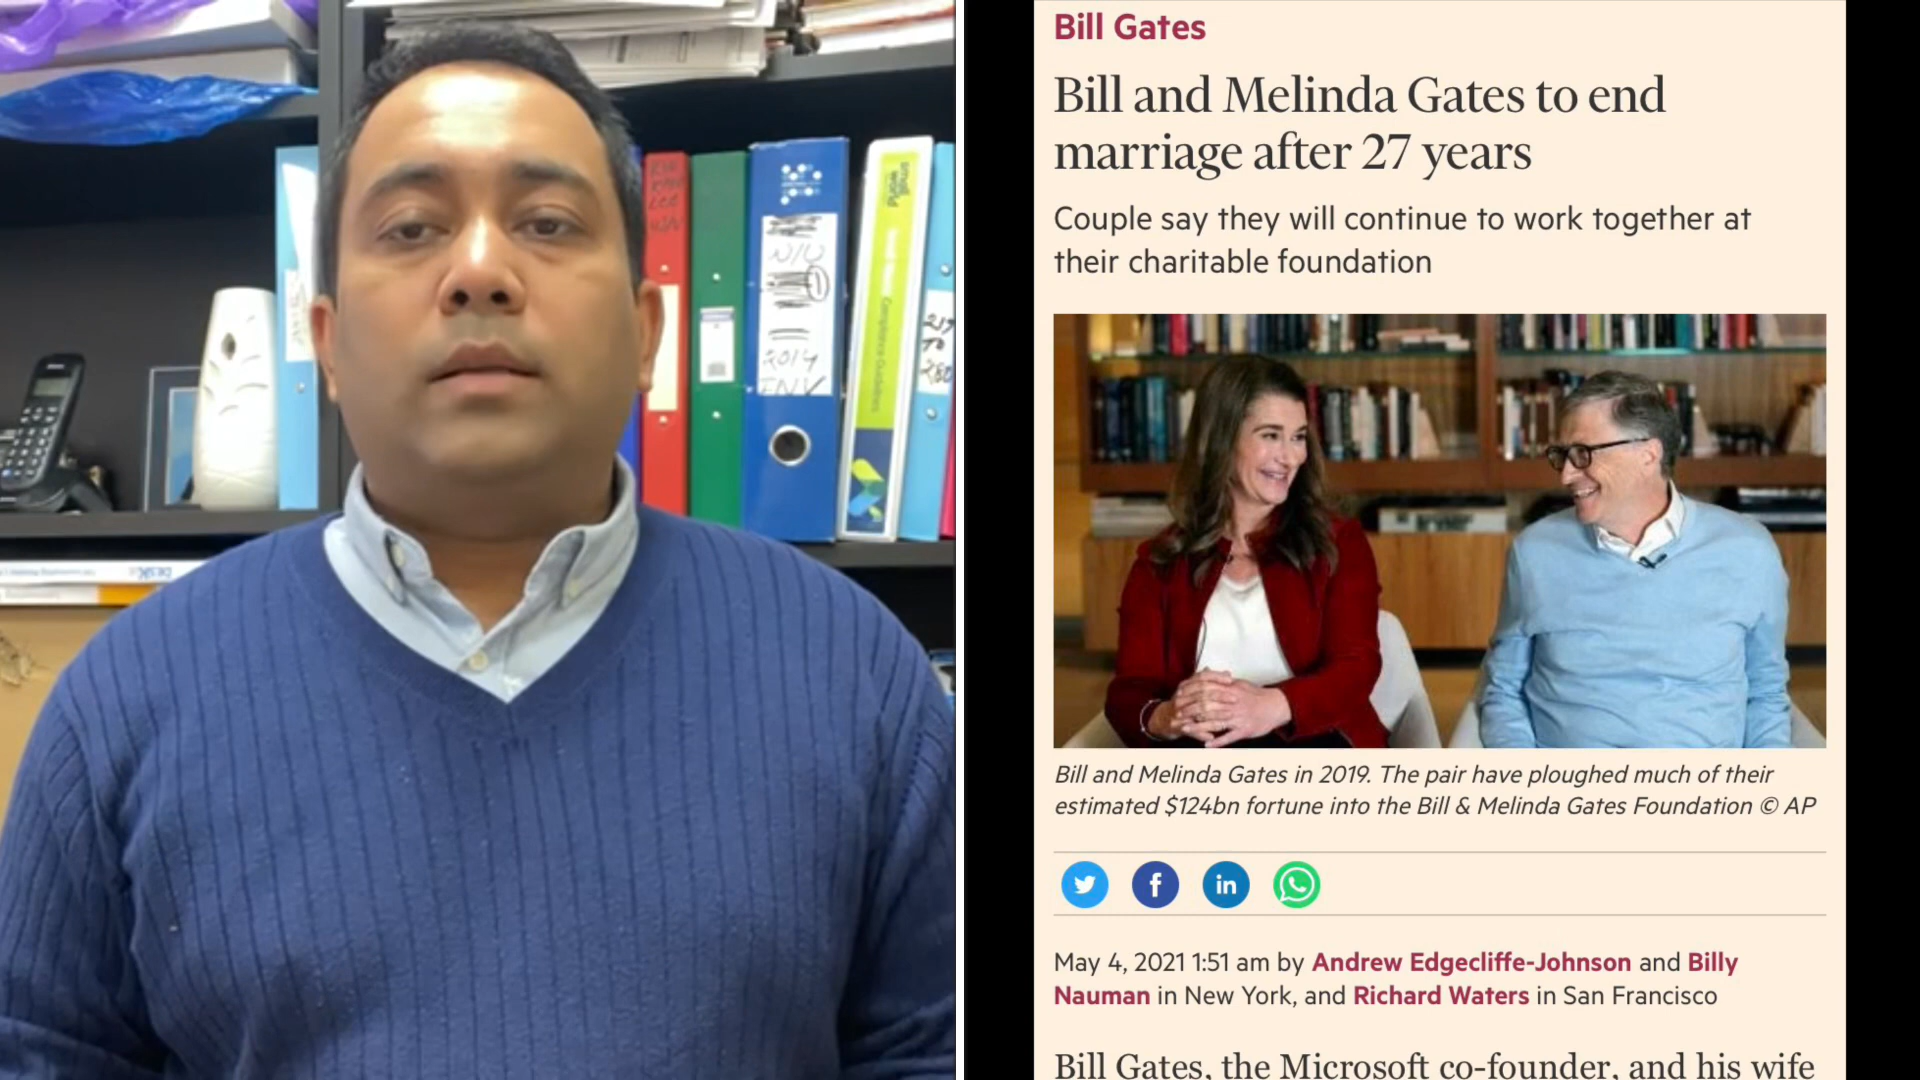 Bill Gates
Bill and Melinda Gates to end
marriage after 27 years
Couple say they will continue to work together at
their charitable foundation
Bill and Melinda Gates in 2019. The pair have ploughed much of their
estimated $124bn fortune into the Bill & Melinda Gates Foundation © AP
May 4, 2021 1:51 am by Andrew Edgecliffe-Johnson and Billy
Nauman in New York, and Richard Waters in San Francisco
Bill Gates, the Microsoft co-founder, and his wife
2014
INV